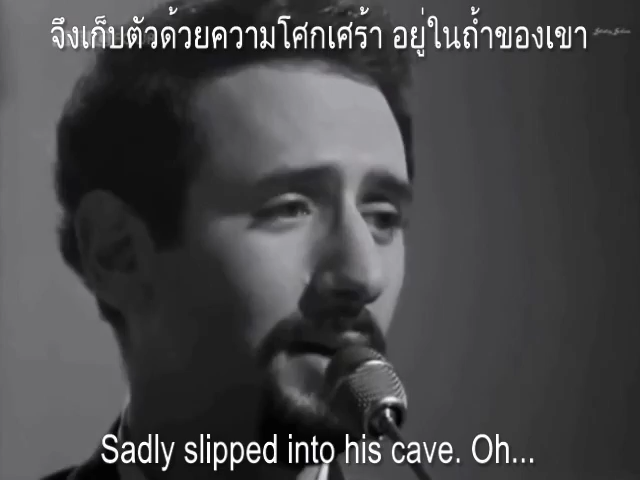 จึงเก็บตัวด้วยความโศกเศร้า อยู่ในถ้ำของเขา
Sadly slipped into his cave. Oh...